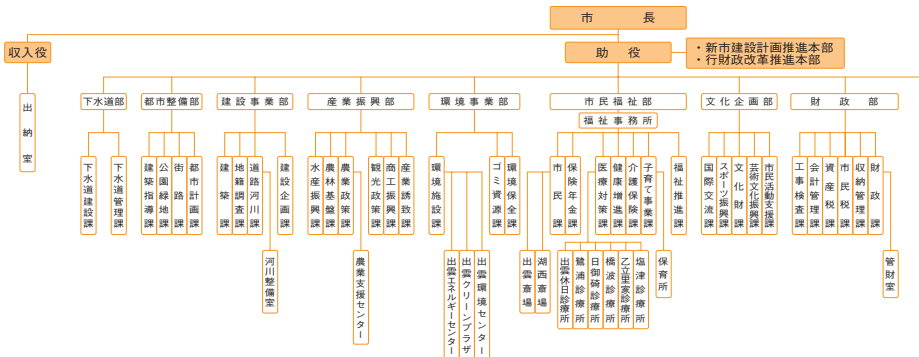 市長
収入役
助役
・新市建設計画推進本部
・行財政改革推進本部
出納室
下水道部
都市整備部
建設事業部
産業振興部
環境事業部
市民福祉部
文化企画部
財政部
福祉事務所
下水道建設課
下水道管理課
建築指導課
公園緑地課
街路課
都市計画課
建築課
地籍調査課
道路河川課
建設企画課
水産振興課
農林基盤課
農業政策課
観光政策課
商工振興課
産業誘致課
環境施設課
ゴミ資源課
環境保全課
市民課
保険年金課
医療対策課
健康増進課
介護保険課
子育て事業課
福祉推進課
国際交流課
スポーツ振興課
文化財課
芸術文化振興課
市民活動支援課
工事検査課
会計管理課
資産税課
市民税課
収納管理課
財政課
河川整備室
農業支援センター
出雲エネルギーセンター
出雲クリーンプラザ
出雲環境センター
出雲斎場
湖西斎場
出雲休日診療所
鷺浦診療所
日御碕診療所
橋波診療所
乙立里家診療所
塩津診療所
保育所
管財室